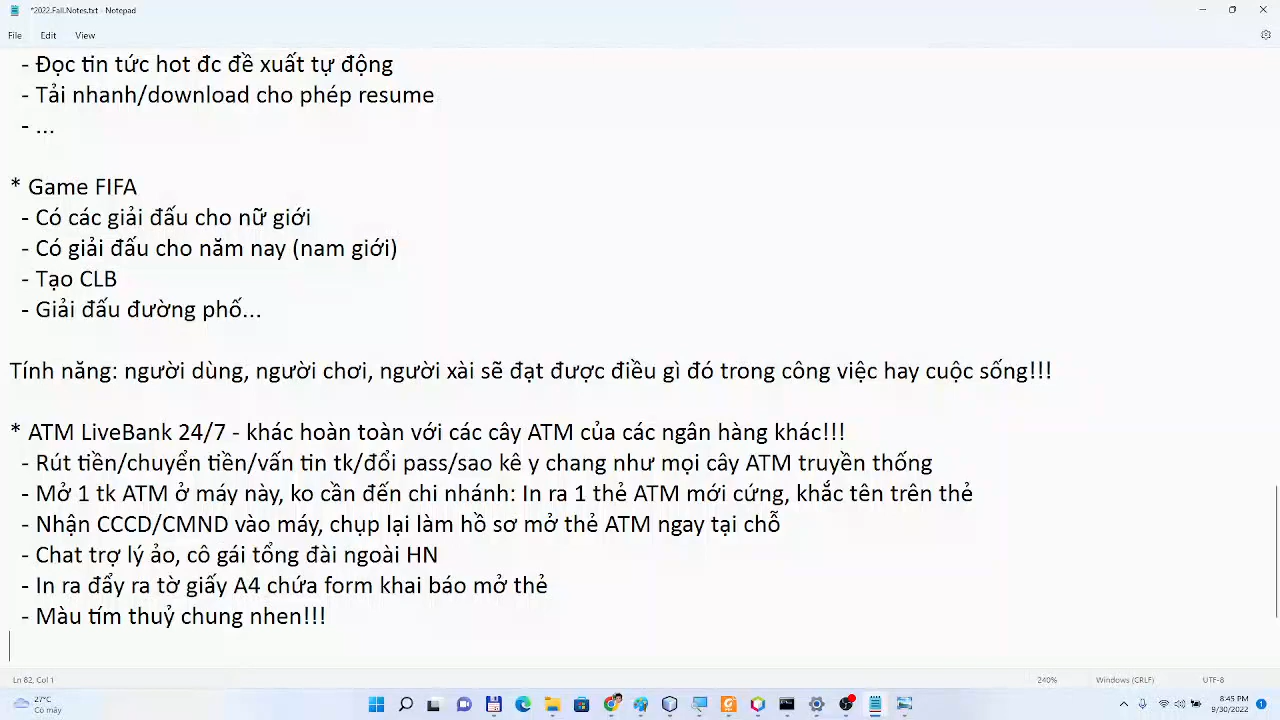 *2022.Fall.Notes.txt - Notepad
File Edit View
- Đọc tin tức hot đc đề xuất tự động
- Tải nhanh/download cho phép resume
- ...
* Game FIFA
- Có các giải đấu cho nữ giới
- Có giải đấu cho năm nay (nam giới)
- Tạo CLB
- Giải đấu đường phố...
Tính năng: người dùng, người chơi, người xài sẽ đạt được điều gì đó trong công việc hay cuộc sống!!!
* ATM LiveBank 24/7 - khác hoàn toàn với các cây ATM của các ngân hàng khác!!!
- Rút tiền/chuyển tiền/vấn tin tk/đổi pass/sao kê y chang như mọi cây ATM truyền thống
- Mở 1 tk ATM ở máy này, ko cần đến chi nhánh: In ra 1 thẻ ATM mới cứng, khắc tên trên thẻ
- Nhận CCCD/CMND vào máy, chụp lại làm hồ sơ mở thẻ ATM ngay tại chỗ
- Chat trợ lý ảo, cô gái tổng đài ngoài HN
- In ra đẩy ra tờ giấy A4 chứa form khai báo mở thẻ
- Màu tím thuỷ chung nhen!!!
Ln 82, Col 1 240% Windows (CRLF) UTF-8
27°C
Có mây
8:45 PM
9/30/2022